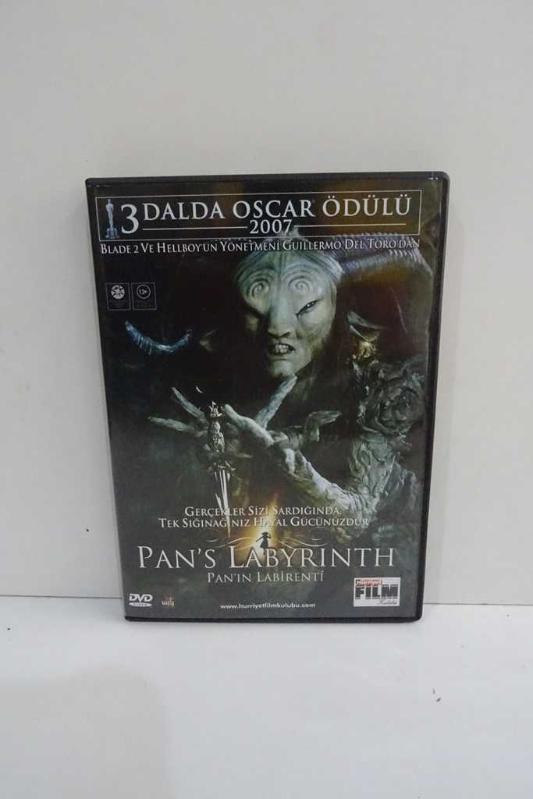 3 DALDA OSCAR ÖDÜLÜ
2007
BLADE 2 VE HELLBOY'UN YÖNETMENİ GUILLERMO DEL TORO'DAN
GERÇEKLER SİZİ SARDIĞINDA,
TEK SIĞINAĞINIZ HAYAL GÜCÜNÜZDÜR
PAN'S LABYRINTH
PAN'IN LABİRENTİ
DVD
www.hurriyetfilmkulubu.com
Hürriyet
FILM